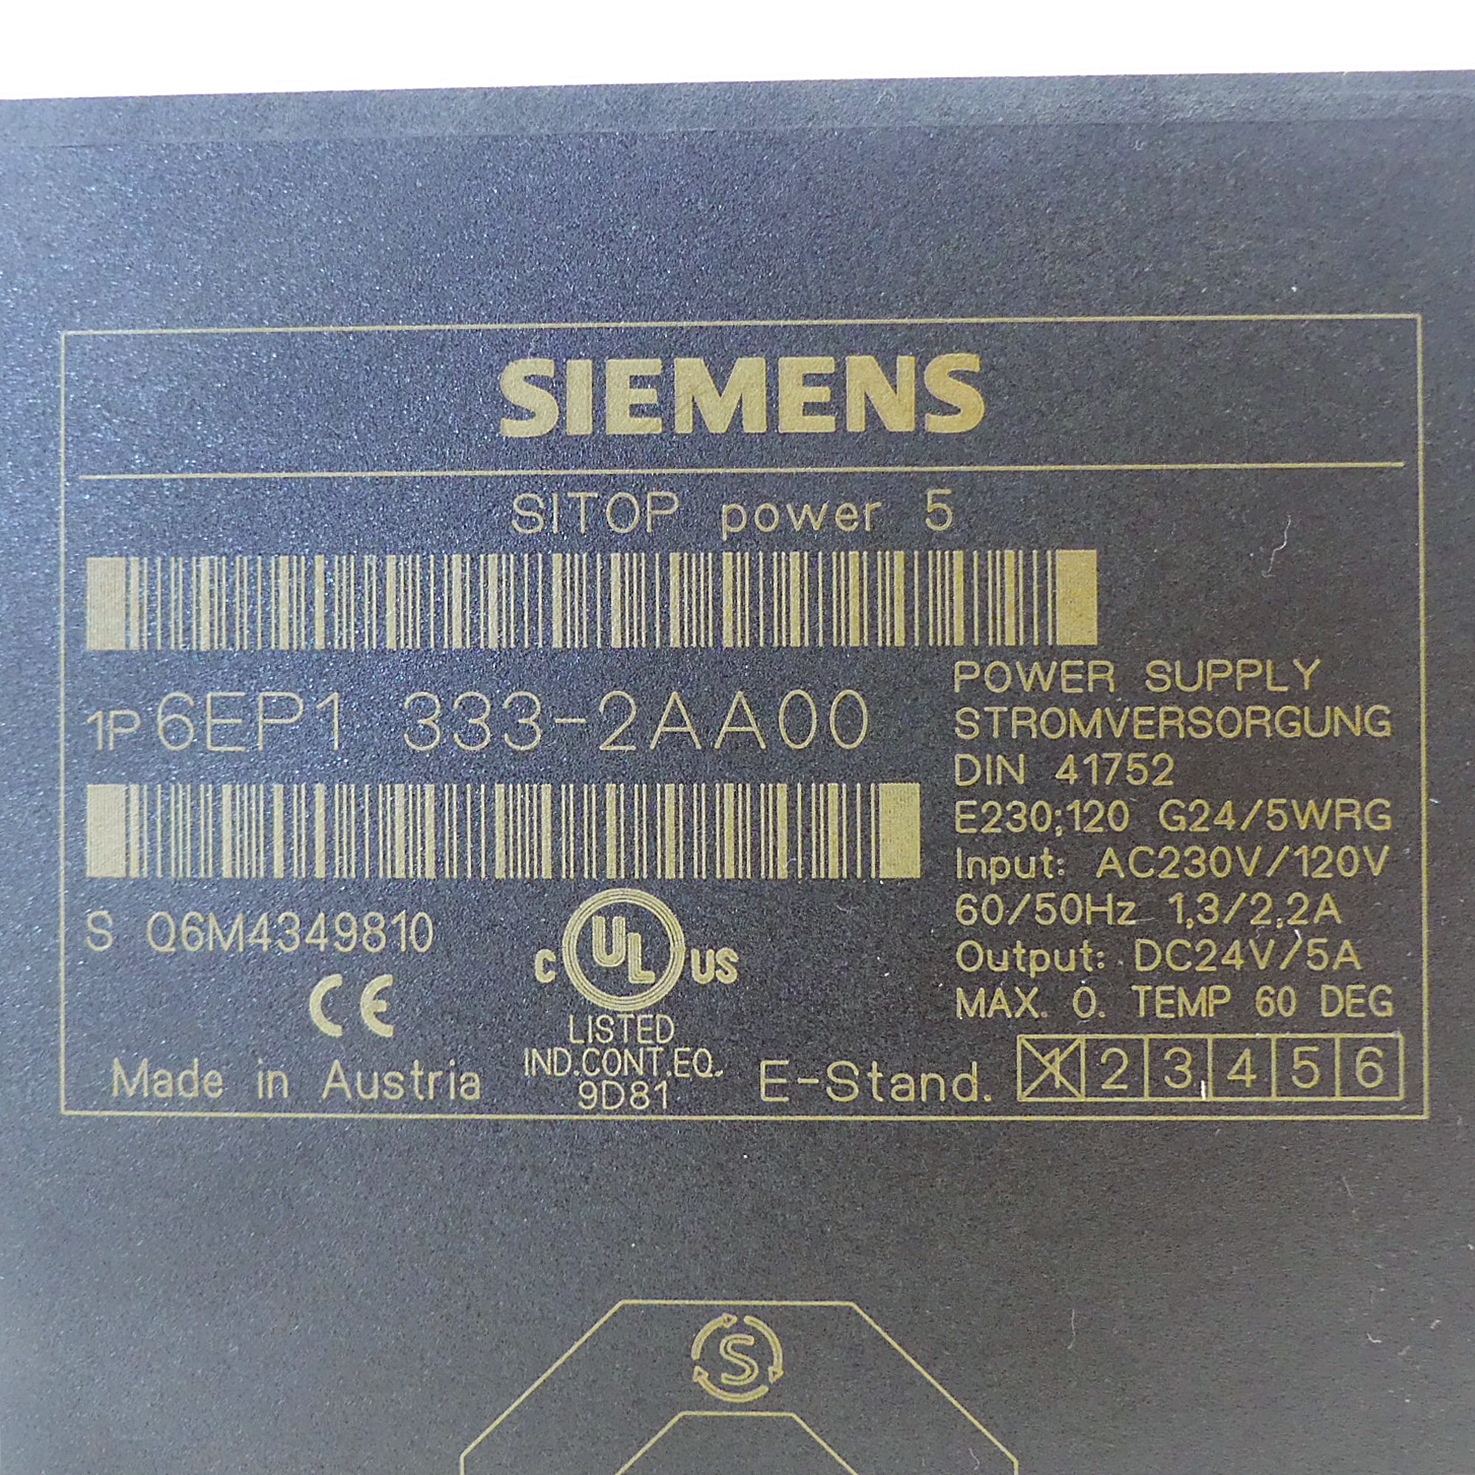 SIEMENS
SITOP power 5
1P 6EP1 333-2AA00
POWER SUPPLY
STROMVERSORGUNG
DIN 41752
E230;120 G24/5WRG
Input: AC230V/120V
60/50Hz 1,3/2,2A
Output: DC24V/5A
MAX. O. TEMP 60 DEG
S Q6M4349810
CE
C UL US
LISTED
IND.CONT.EQ.
9D81
Made in Austria
E-Stand. 1 2 3 4 5 6
S